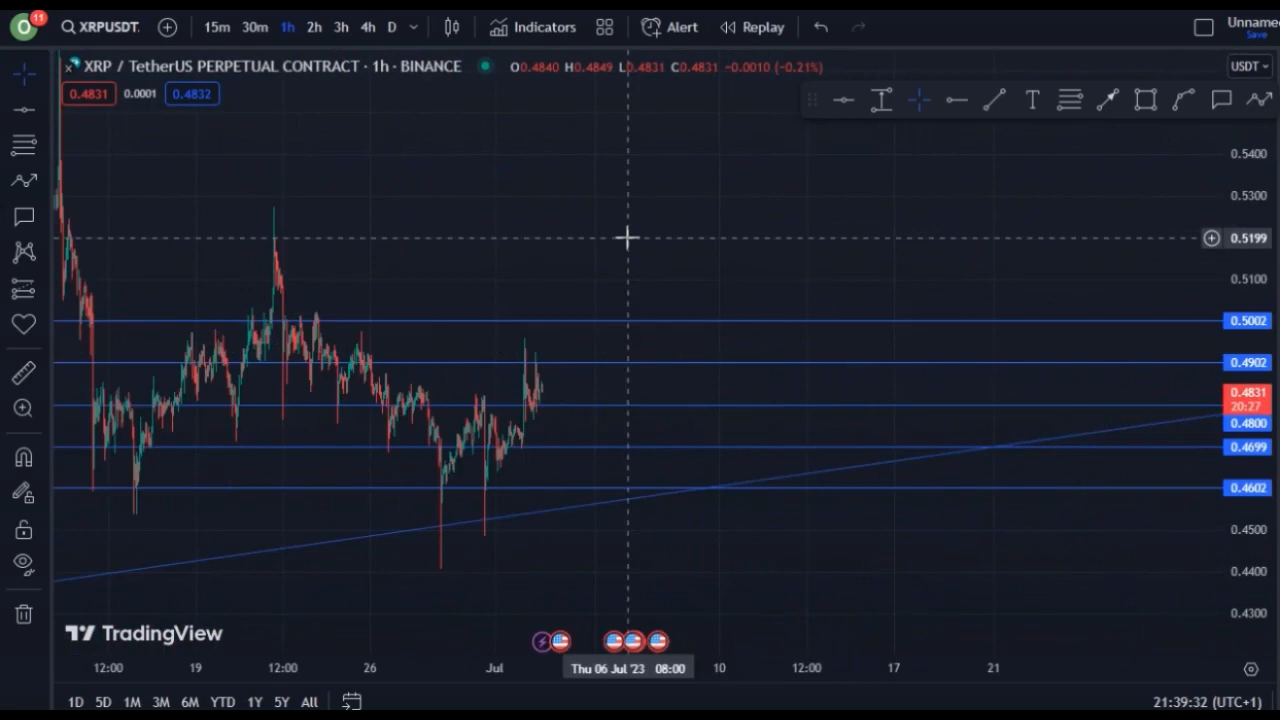 O 11 XRPUSDT. 15m 30m 1h 2h 3h 4h D Indicators Alert Replay Unname
Save
XRP / TetherUS PERPETUAL CONTRACT · 1h · BINANCE O0.4840 H0.4849 L0.4831 C0.4831 -0.0010 (-0.21%) USDT
0.4831 0.0001 0.4832
T
0.5400
0.5300
0.5199
0.5100
0.5002
0.4902
0.4831
20:27
0.4800
0.4699
0.4602
0.4500
0.4400
0.4300
TradingView
12:00 19 12:00 26 Jul Thu 06 Jul '23 08:00 10 12:00 17 21
1D 5D 1M 3M 6M YTD 1Y 5Y All 21:39:32 (UTC+1)